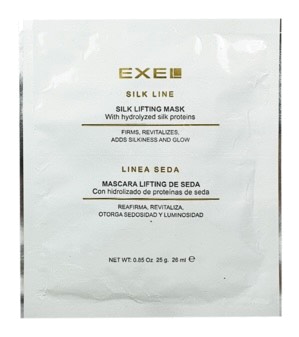 EXEL
SILK LINE
SILK LIFTING MASK
With hydrolyzed silk proteins
FIRMS, REVITALIZES,
ADDS SILKINESS AND GLOW
LINEA SEDA
MASCARA LIFTING DE SEDA
Con hidrolizado de proteínas de seda
REAFIRMA, REVITALIZA,
OTORGA SEDOSIDAD Y LUMINOSIDAD
NET WT: 0.85 Oz 25 g. 26 ml ℮